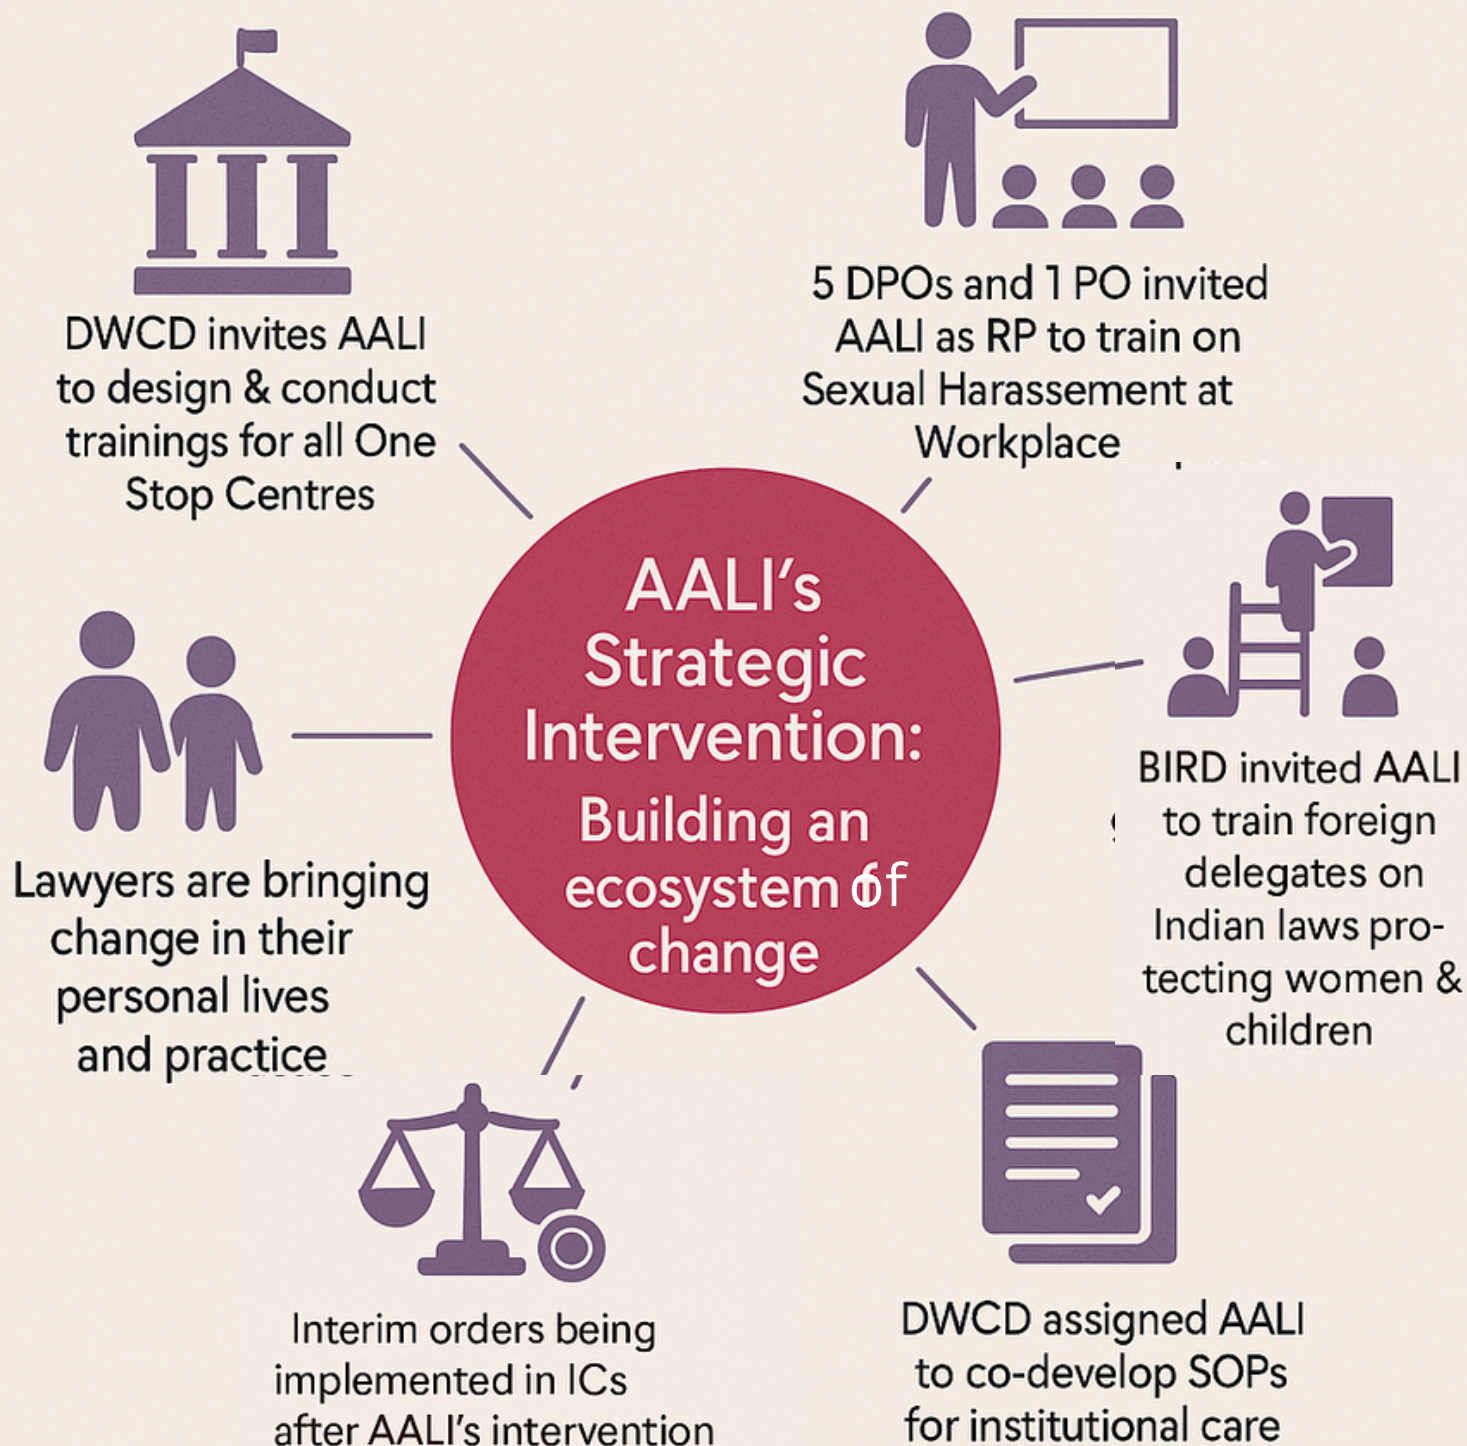 DWCD invites AALI
to design & conduct
trainings for all One
Stop Centres
5 DPOs and 1 PO invited
AALI as RP to train on
Sexual Harassement at
Workplace
AALI's
Strategic
Intervention:
Building an
ecosystem of
change
BIRD invited AALI
to train foreign
delegates on
Indian laws pro-
tecting women &
children
Lawyers are bringing
change in their
personal lives
and practice
Interim orders being
implemented in ICs
after AALI's intervention
DWCD assigned AALI
to co-develop SOPs
for institutional care